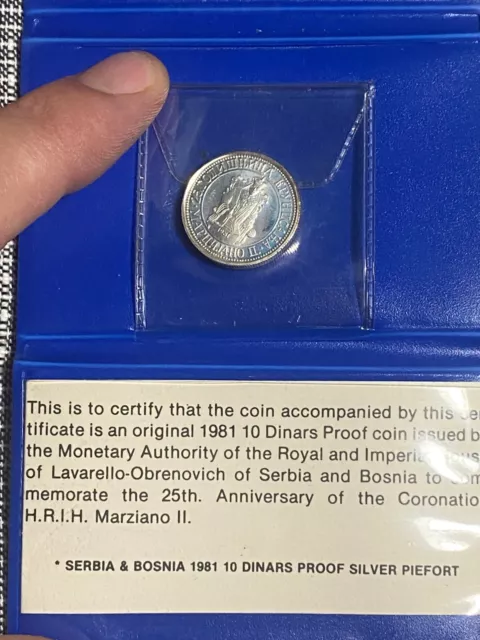 II
This is to certify that the coin accompanied by this
tificate is an original 1981 10 Dinars Proof coin issued
the Monetary Authority of the Royal and
of Lavarello-Obrenovich of Serbia and Bosnia to
memorate the 25th. Anniversary of the
H.R.I.H. Marziano II.
* SERBIA & BOSNIA 1981 10 DINARS PROOF SILVER PIEFORT